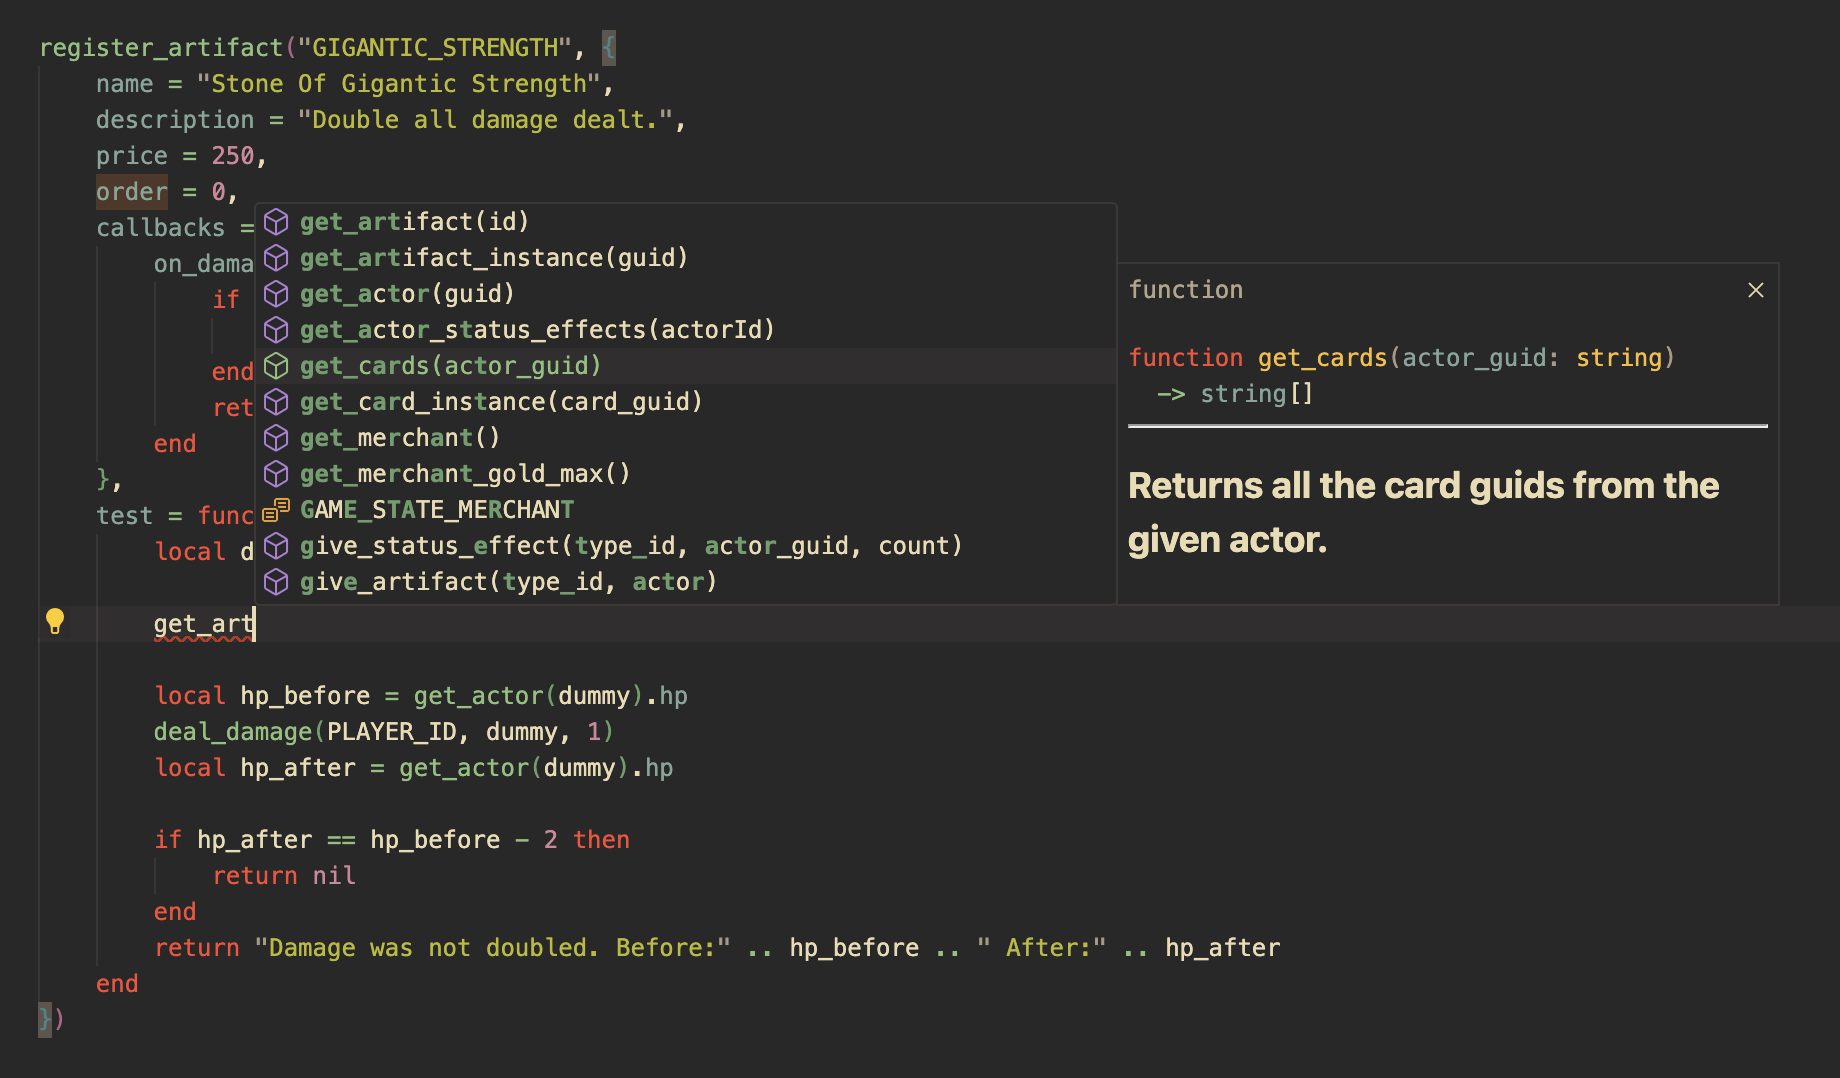 register_artifact("GIGANTIC_STRENGTH", {
name = "Stone Of Gigantic Strength",
description = "Double all damage dealt.",
price = 250,
order = 0,
callbacks =
on_dama
if
end
ret
end
},
test = func
local d
get_artifact(id)
get_artifact_instance(guid)
get_actor(guid)
get_actor_status_effects(actorId)
get_cards(actor_guid)
get_card_instance(card_guid)
get_merchant()
get_merchant_gold_max()
GAME_STATE_MERCHANT
give_status_effect(type_id, actor_guid, count)
give_artifact(type_id, actor)
function
function get_cards(actor_guid: string)
-> string[]
Returns all the card guids from the
given actor.
get_art
local hp_before = get_actor(dummy).hp
deal_damage(PLAYER_ID, dummy, 1)
local hp_after = get_actor(dummy).hp
if hp_after == hp_before - 2 then
return nil
end
return "Damage was not doubled. Before:" .. hp_before .. " After:" .. hp_after
end
})